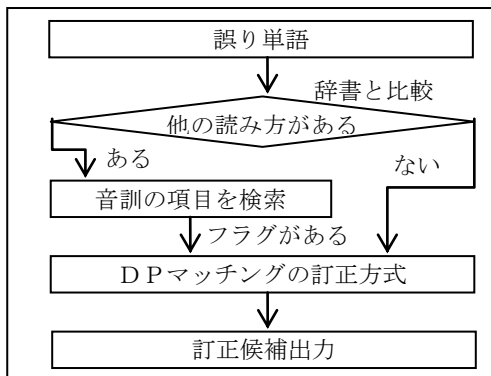 誤り単語
辞書と比較
他の読み方がある
ある
ない
音訓の項目を検索
フラグがある
ＤＰマッチングの訂正方式
訂正候補出力